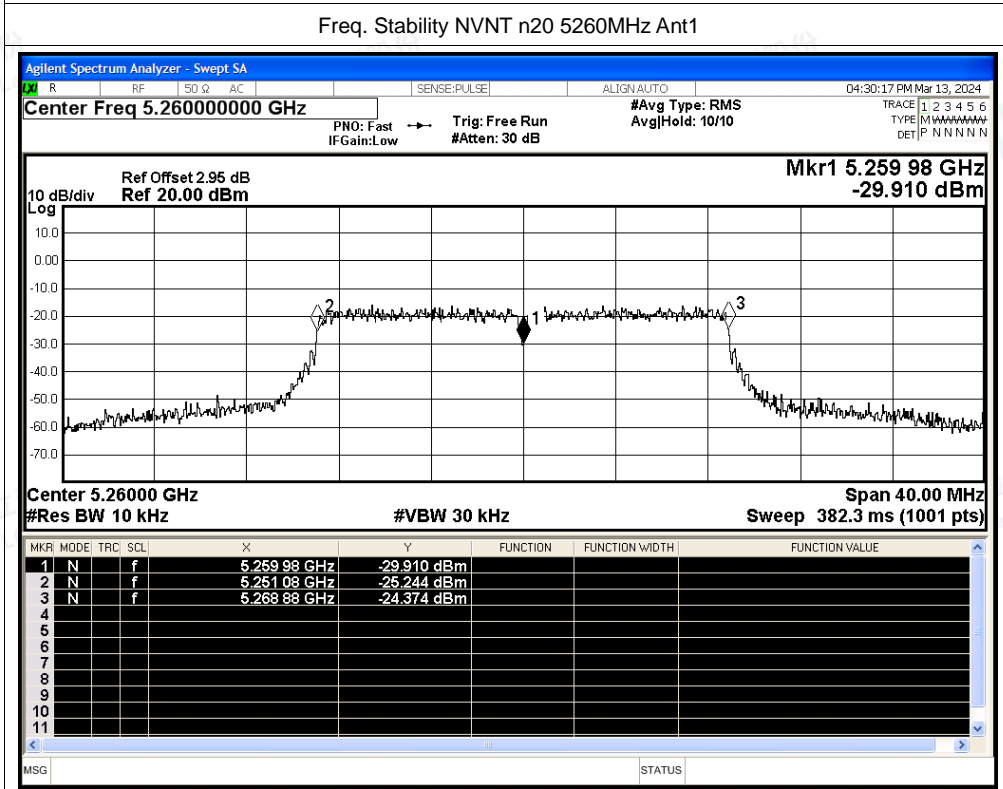 Freq. Stability NVNT n20 5260MHz Ant1
Agilent Spectrum Analyzer - Swept SA
LXI R RF 50 Ω AC SENSE:PULSE ALIGN AUTO 04:30:17 PM Mar 13, 2024
Center Freq 5.260000000 GHz #Avg Type: RMS TRACE 1 2 3 4 5 6
PNO: Fast Trig: Free Run Avg|Hold: 10/10 TYPE M WWWWW
IFGain:Low #Atten: 30 dB DET P N N N N N
Mkr1 5.259 98 GHz
Ref Offset 2.95 dB
10 dB/div Ref 20.00 dBm -29.910 dBm
Log
10.0
0.00
-10.0
2 3
-20.0
1
-30.0
-40.0
-50.0
-60.0
-70.0
Center 5.26000 GHz Span 40.00 MHz
#Res BW 10 kHz #VBW 30 kHz Sweep 382.3 ms (1001 pts)
MKR MODE TRC SCL X Y FUNCTION FUNCTION WIDTH FUNCTION VALUE
1 N f 5.259 98 GHz -29.910 dBm
2 N f 5.251 08 GHz -25.244 dBm
3 N f 5.268 88 GHz -24.374 dBm
4
5
6
7
8
9
10
11
MSG STATUS